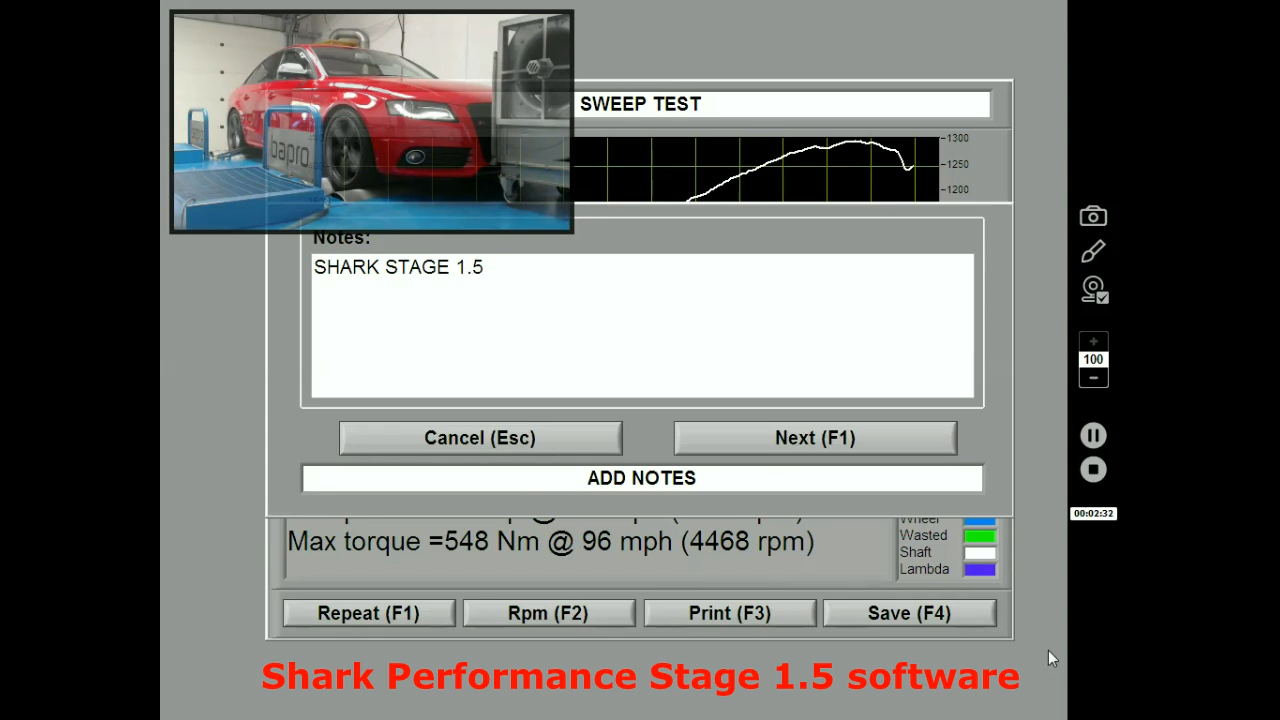 SWEEP TEST
1300
1250
1200
bapro
Notes:
SHARK STAGE 1.5
Cancel (Esc)
Next (F1)
ADD NOTES
Max torque =548 Nm @ 96 mph (4468 rpm)
Wheel
Wasted
Shaft
Lambda
Repeat (F1)
Rpm (F2)
Print (F3)
Save (F4)
100
00:02:32
Shark Performance Stage 1.5 software